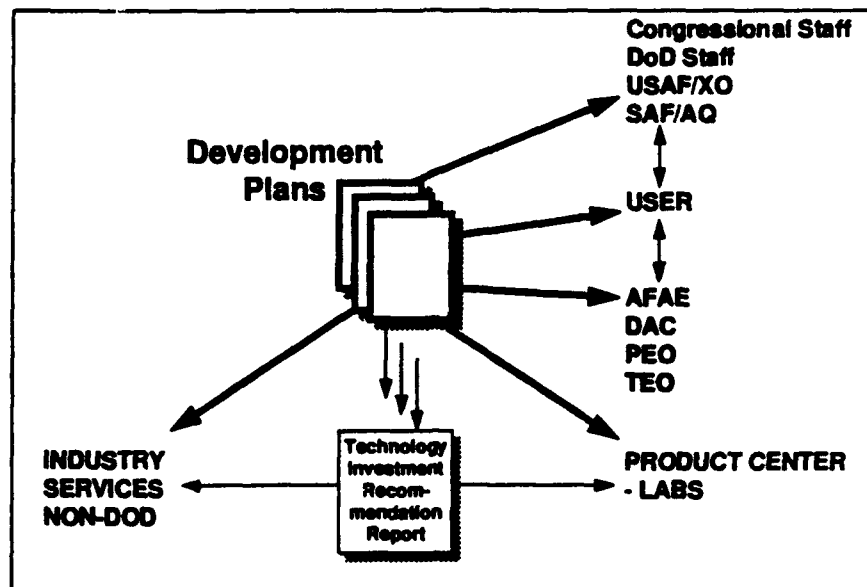 Congressional Staff
DoD Staff
USAF/XO
SAF/AQ
Development
Plans
USER
AFAE
DAC
PEO
TEO
Technology
Investment
Recom-
mendation
Report
INDUSTRY
SERVICES
NON-DOD
PRODUCT CENTER
- LABS